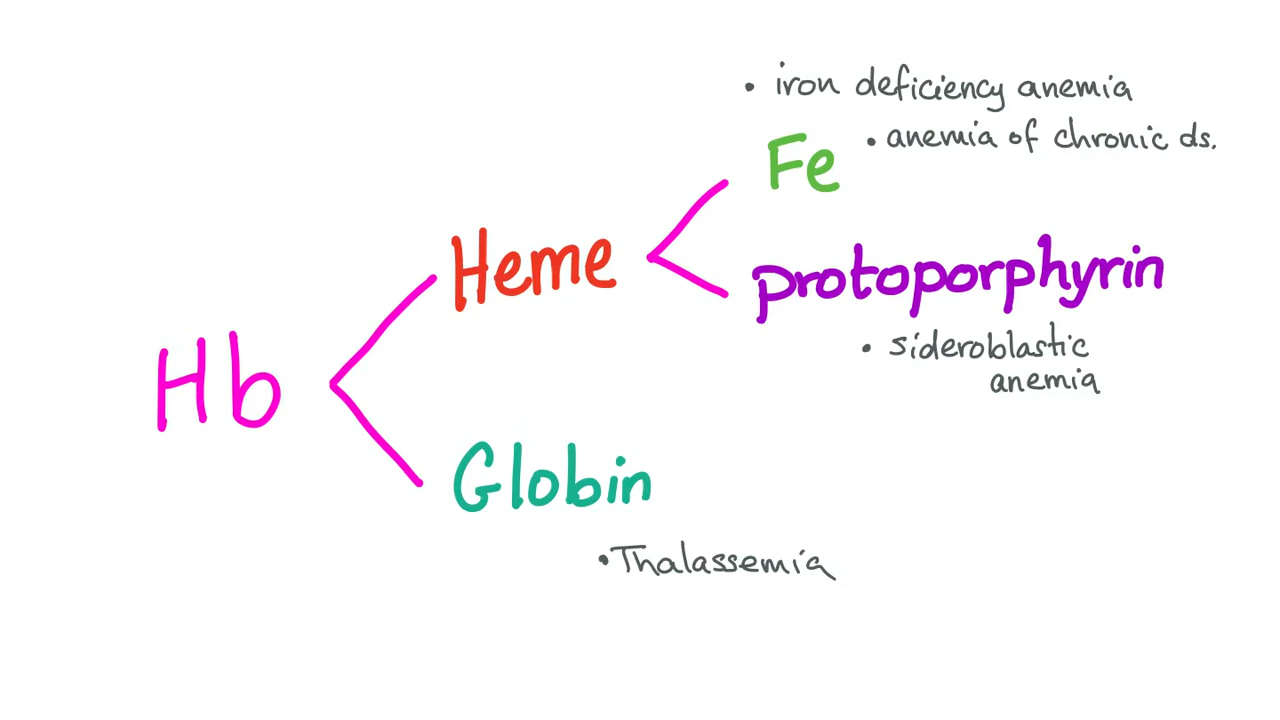 • iron deficiency anemia
Fe • anemia of chronic ds.
Heme
protoporphyrin
• sideroblastic
anemia
Hb
Globin
• Thalassemia